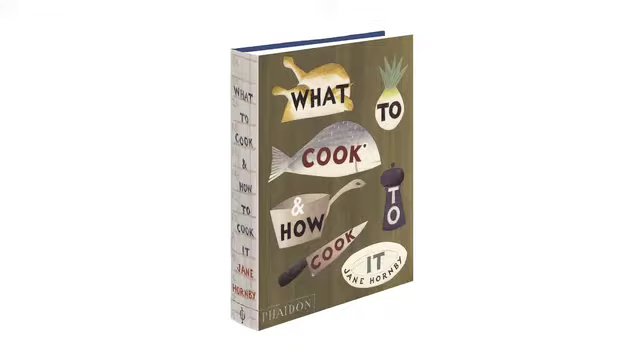 WHAT
TO
COOK
&
HOW
TO
COOK
IT
JANE
HORNBY
WHAT
TO
COOK
&
HOW
TO
COOK
IT
JANE HORNBY
PHAIDON